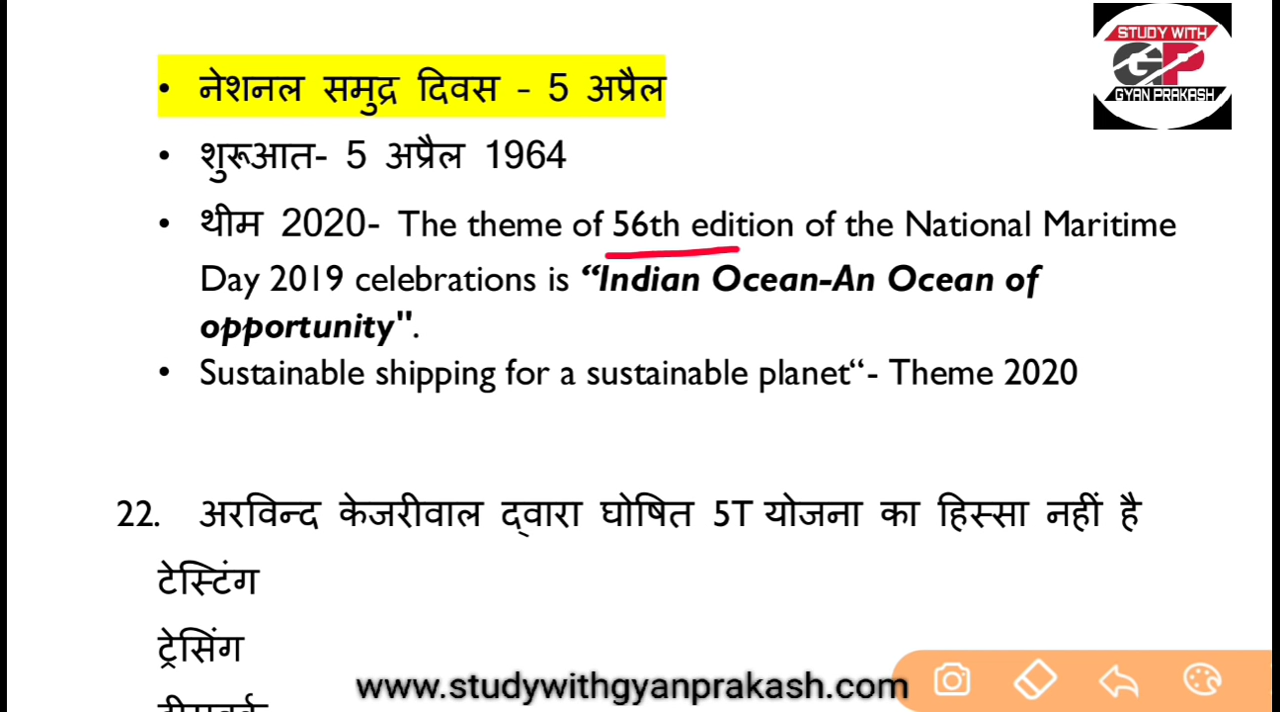 STUDY WITH
GP
GYAN PRAKASH
• नेशनल समुद्र दिवस - 5 अप्रैल
• शुरूआत- 5 अप्रैल 1964
• थीम 2020- The theme of 56th edition of the National Maritime
Day 2019 celebrations is “Indian Ocean-An Ocean of
opportunity".
• Sustainable shipping for a sustainable planet“- Theme 2020
22. अरविन्द केजरीवाल द्वारा घोषित 5T योजना का हिस्सा नहीं है
टेस्टिंग
ट्रेसिंग
www.studywithgyanprakash.com